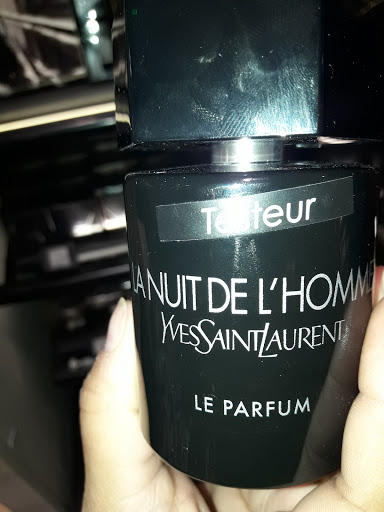 Testeur
LA NUIT DE L'HOMME
YVESSAINTLAURENT
LE PARFUM